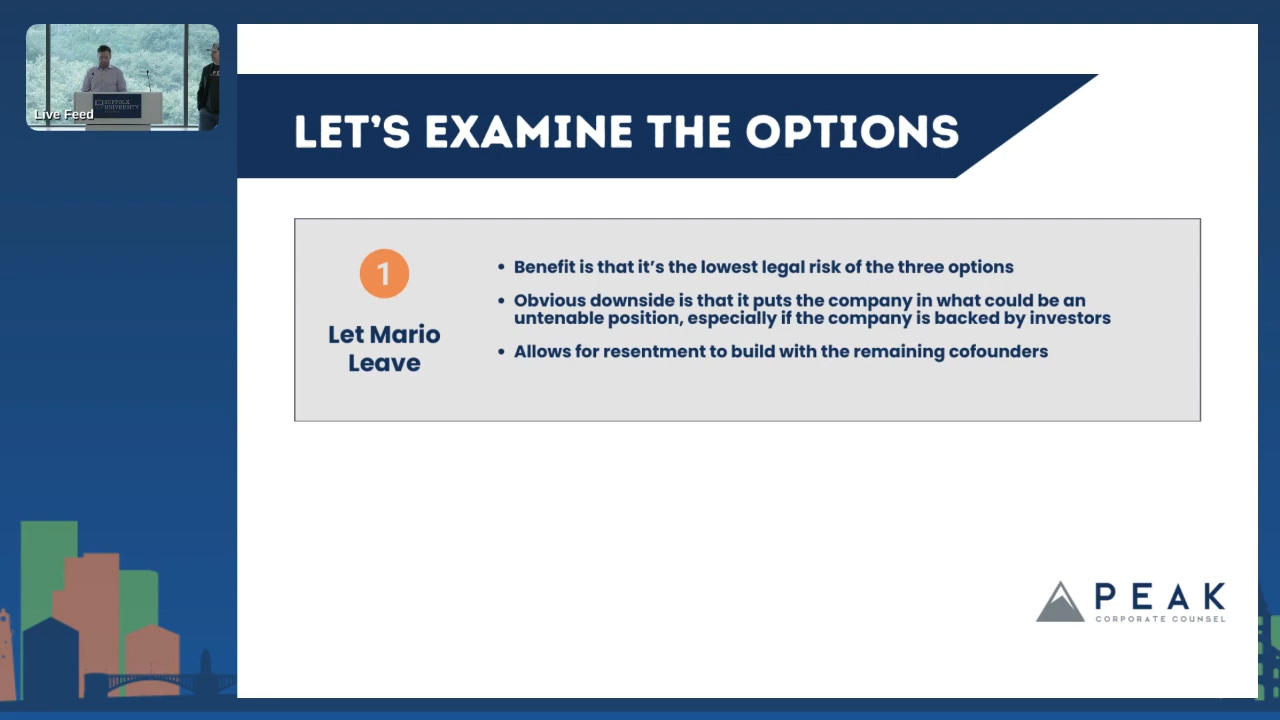 Live Feed
SUFFOLK
UNIVERSITY
LET'S EXAMINE THE OPTIONS
1
Let Mario
Leave
• Benefit is that it's the lowest legal risk of the three options
• Obvious downside is that it puts the company in what could be an
untenable position, especially if the company is backed by investors
• Allows for resentment to build with the remaining cofounders
PEAK
CORPORATE COUNSEL